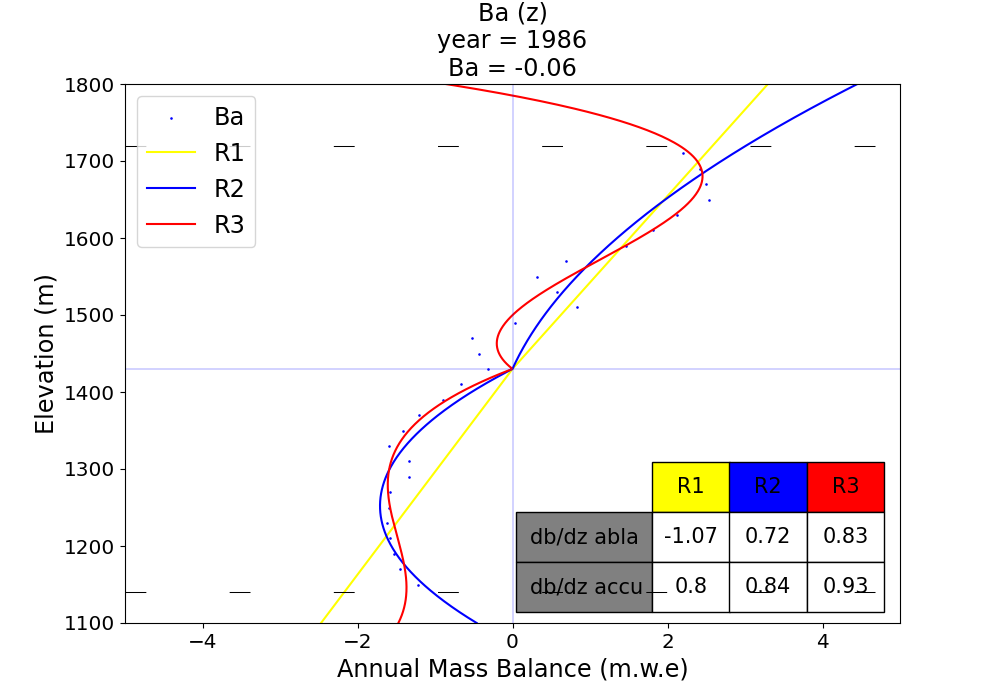 Ba (z)
year = 1986
Ba = -0.06
Elevation (m)
1800
1700
1600
1500
1400
1300
1200
1100
Ba
R1
R2
R3
R1 R2 R3
db/dz abla -1.07 0.72 0.83
db/dz accu 0.8 0.84 0.93
−4 −2 0 2 4
Annual Mass Balance (m.w.e)